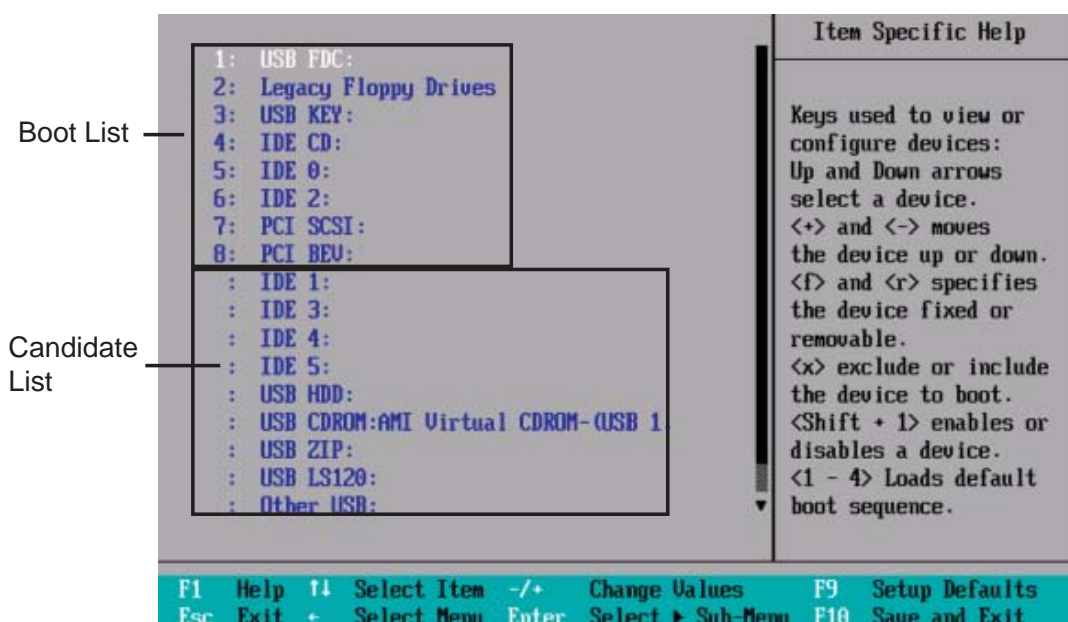 Item Specific Help
Boot List
1: USB FDC:
2: Legacy Floppy Drives
3: USB KEY:
4: IDE CD:
5: IDE 0:
6: IDE 2:
7: PCI SCSI:
8: PCI BEV:
Candidate
List
: IDE 1:
: IDE 3:
: IDE 4:
: IDE 5:
: USB HDD:
: USB CDROM:AMI Virtual CDROM-(USB 1
: USB ZIP:
: USB LS120:
: Other USB:
Keys used to view or
configure devices:
Up and Down arrows
select a device.
<+> and <-> moves
the device up or down.
<f> and <r> specifies
the device fixed or
removable.
<x> exclude or include
the device to boot.
<Shift + 1> enables or
disables a device.
<1 - 4> Loads default
boot sequence.
F1 Help ↑↓ Select Item -/+ Change Values F9 Setup Defaults
Esc Exit ← Select Menu Enter Select ▶ Sub-Menu F10 Save and Exit